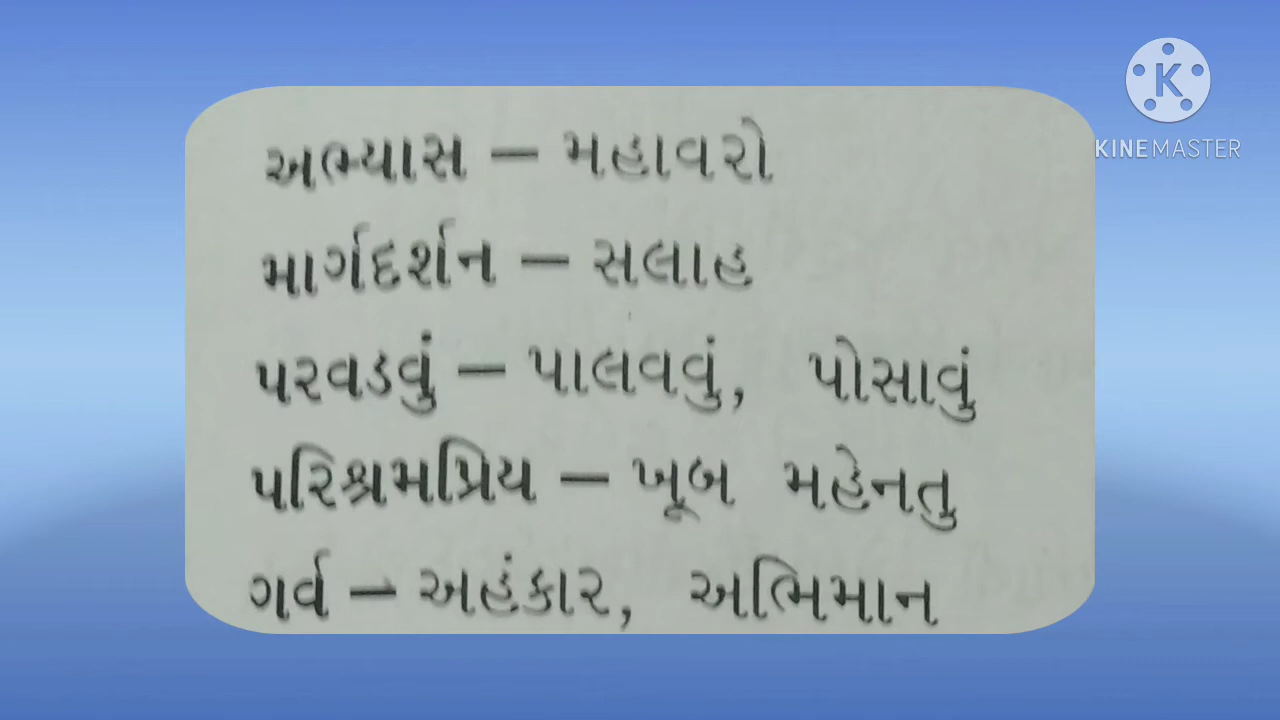 અભ્યાસ – મહાવરો
માર્ગદર્શન – સલાહ
પરવડવું – પાલવવું, પોસાવું
પરિશ્રમપ્રિય – ખૂબ મહેનતુ
ગર્વ – અહંકાર, અભિમાન
K
KINEMASTER